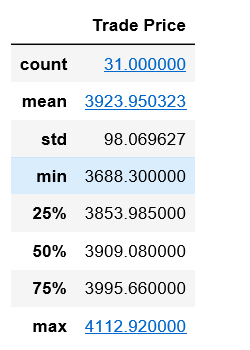 Trade Price
count 31.000000
mean 3923.950323
std 98.069627
min 3688.300000
25% 3853.985000
50% 3909.080000
75% 3995.660000
max 4112.920000